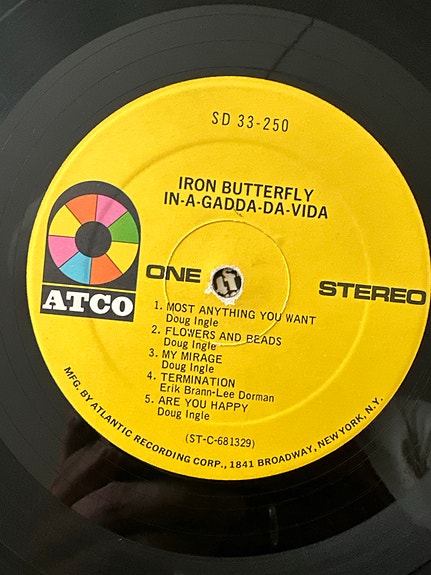 SD 33-250
IRON BUTTERFLY
IN-A-GADDA-DA-VIDA
ATCO
ONE
STEREO
1. MOST ANYTHING YOU WANT
Doug Ingle
2. FLOWERS AND BEADS
Doug Ingle
3. MY MIRAGE
Doug Ingle
4. TERMINATION
Erik Brann-Lee Dorman
5. ARE YOU HAPPY
Doug Ingle
(ST-C-681329)
MFG. BY ATLANTIC RECORDING CORP., 1841 BROADWAY, NEW YORK, N.Y.